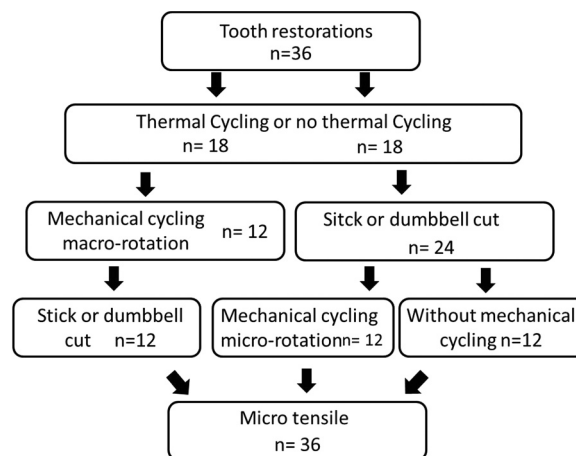 Tooth restorations
n=36
Thermal Cycling or no thermal Cycling
n= 18 n= 18
Mechanical cycling n= 12
macro-rotation
Sitck or dumbbell cut
n= 24
Stick or dumbbell
cut n=12
Mechanical cycling
micro-rotation n= 12
Without mechanical
cycling n=12
Micro tensile
n= 36